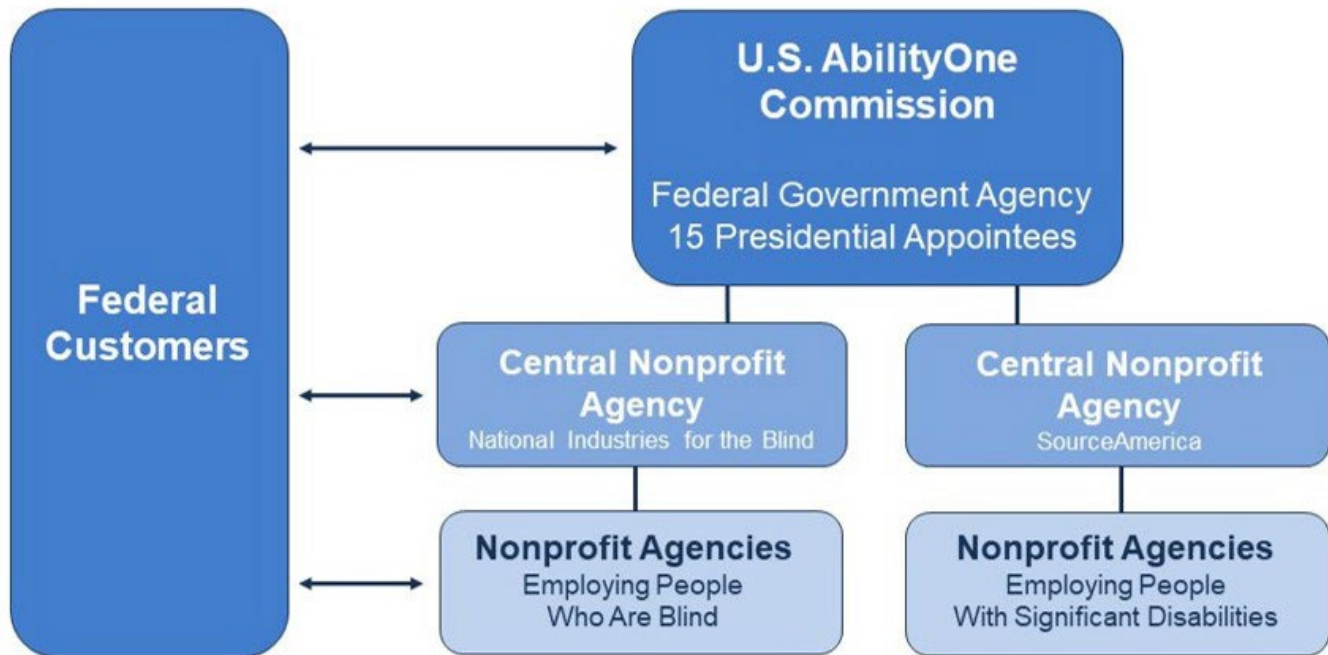 Federal
Customers
U.S. AbilityOne
Commission
Federal Government Agency
15 Presidential Appointees
Central Nonprofit
Agency
National Industries for the Blind
Central Nonprofit
Agency
SourceAmerica
Nonprofit Agencies
Employing People
Who Are Blind
Nonprofit Agencies
Employing People
With Significant Disabilities